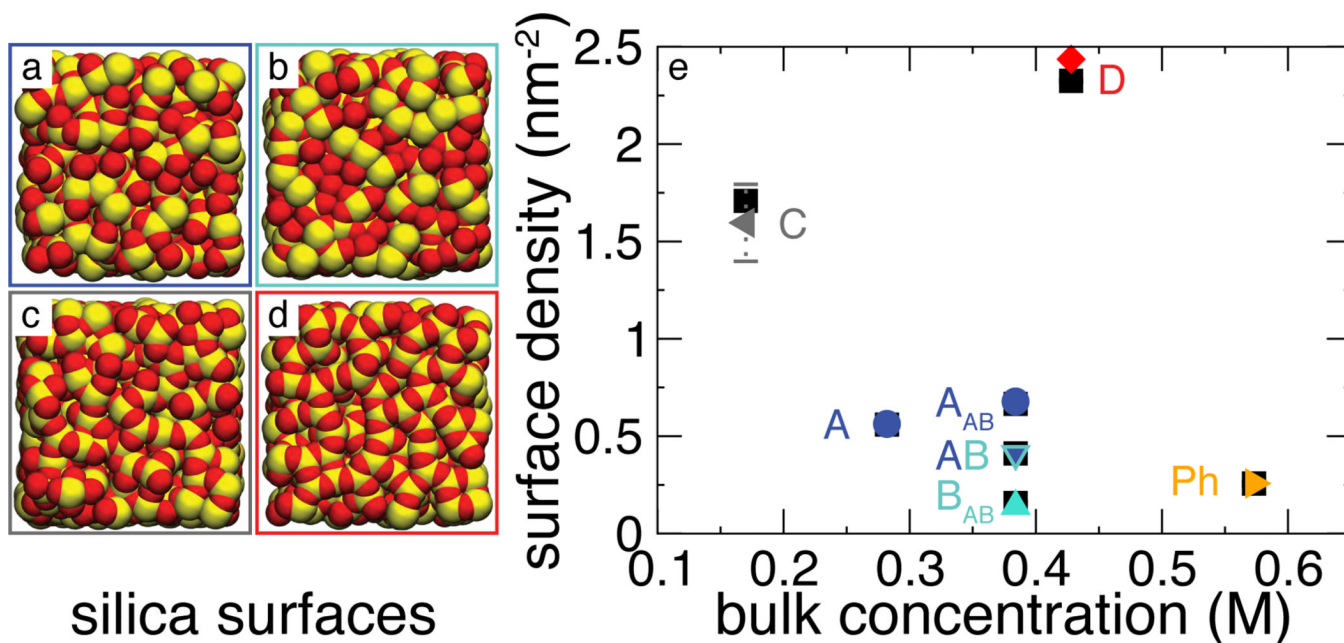 a
b
c
d
silica surfaces
e
surface density (nm⁻²)
2.5
2
1.5
1
0.5
0
D
C
A
A_AB
AB
B_AB
Ph
0.1 0.2 0.3 0.4 0.5 0.6
bulk concentration (M)